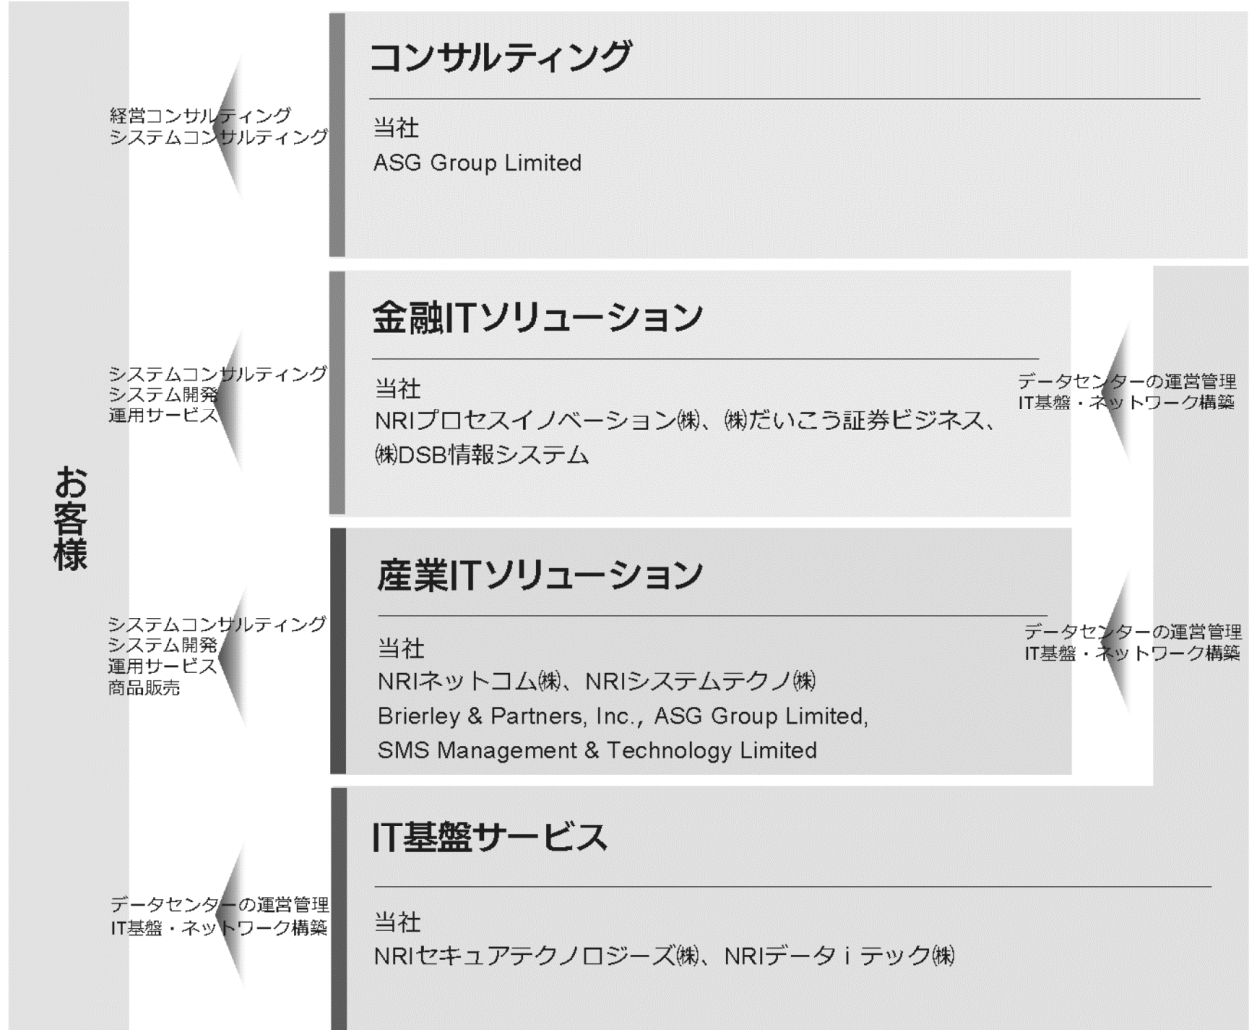 お客様
経営コンサルティング
システムコンサルティング
コンサルティング
当社
ASG Group Limited
システムコンサルティング
システム開発
運用サービス
金融ITソリューション
当社
NRIプロセスイノベーション㈱、㈱だいこう証券ビジネス、
㈱DSB情報システム
データセンターの運営管理
IT基盤・ネットワーク構築
システムコンサルティング
システム開発
運用サービス
商品販売
産業ITソリューション
当社
NRIネットコム㈱、NRIシステムテクノ㈱
Brierley & Partners, Inc., ASG Group Limited,
SMS Management & Technology Limited
データセンターの運営管理
IT基盤・ネットワーク構築
データセンターの運営管理
IT基盤・ネットワーク構築
IT基盤サービス
当社
NRIセキュアテクノロジーズ㈱、NRIデータｉテック㈱